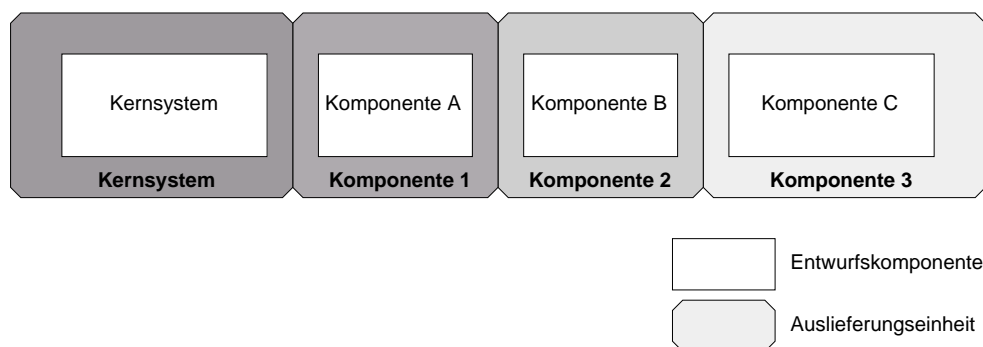 Kernsystem
Komponente A
Komponente B
Komponente C
Kernsystem
Komponente 1
Komponente 2
Komponente 3
Entwurfskomponente
Auslieferungseinheit